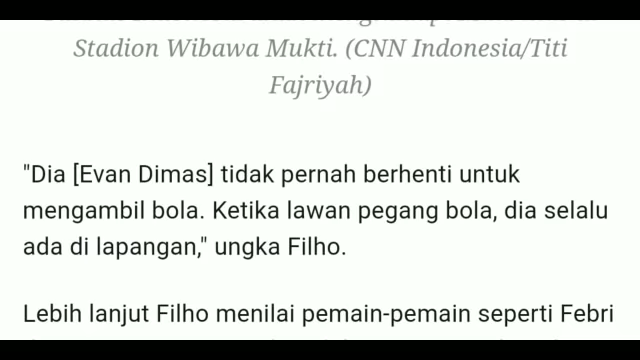 Stadion Wibawa Mukti. (CNN Indonesia/Titi
Fajriyah)
"Dia [Evan Dimas] tidak pernah berhenti untuk
mengambil bola. Ketika lawan pegang bola, dia selalu
ada di lapangan," ungka Filho.
Lebih lanjut Filho menilai pemain-pemain seperti Febri